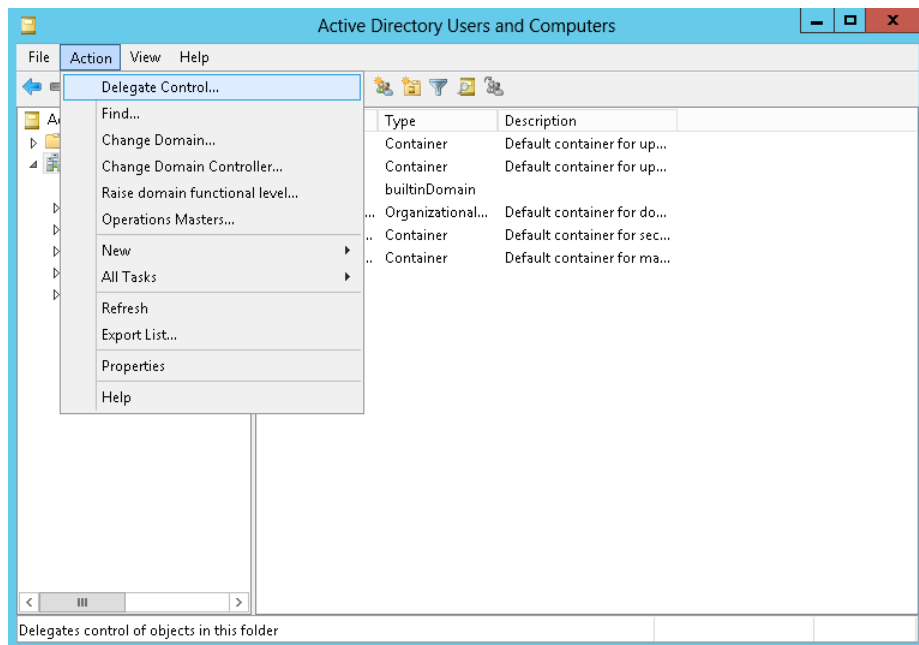 Active Directory Users and Computers
File Action View Help
Delegate Control...
Find...
Change Domain...
Change Domain Controller...
Raise domain functional level...
Operations Masters...
New
All Tasks
Refresh
Export List...
Properties
Help
Type Description
Container Default container for up...
Container Default container for up...
builtinDomain
Organizational... Default container for do...
Container Default container for sec...
Container Default container for ma...
Delegates control of objects in this folder